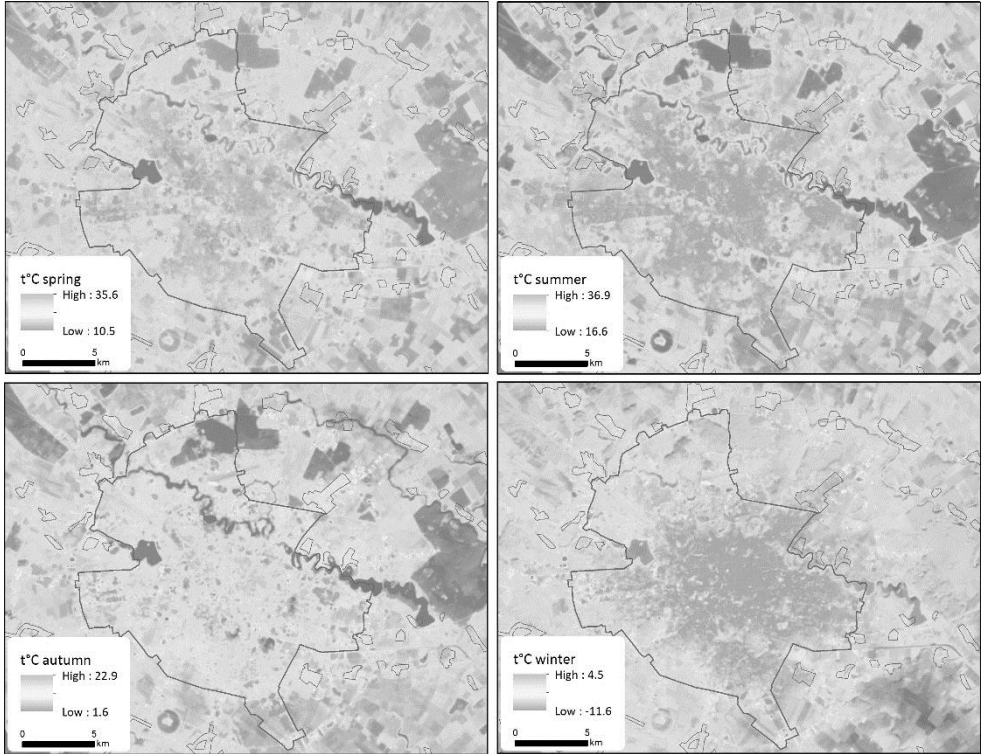 t°C spring
High : 35.6
Low : 10.5
0 5
km
t°C summer
High : 36.9
Low : 16.6
0 5
km
t°C autumn
High : 22.9
Low : 1.6
0 5
km
t°C winter
High : 4.5
Low : -11.6
0 5
km